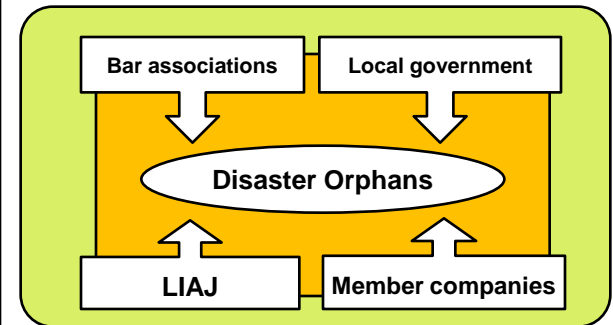 Bar associations
Local government
Disaster Orphans
LIAJ
Member companies